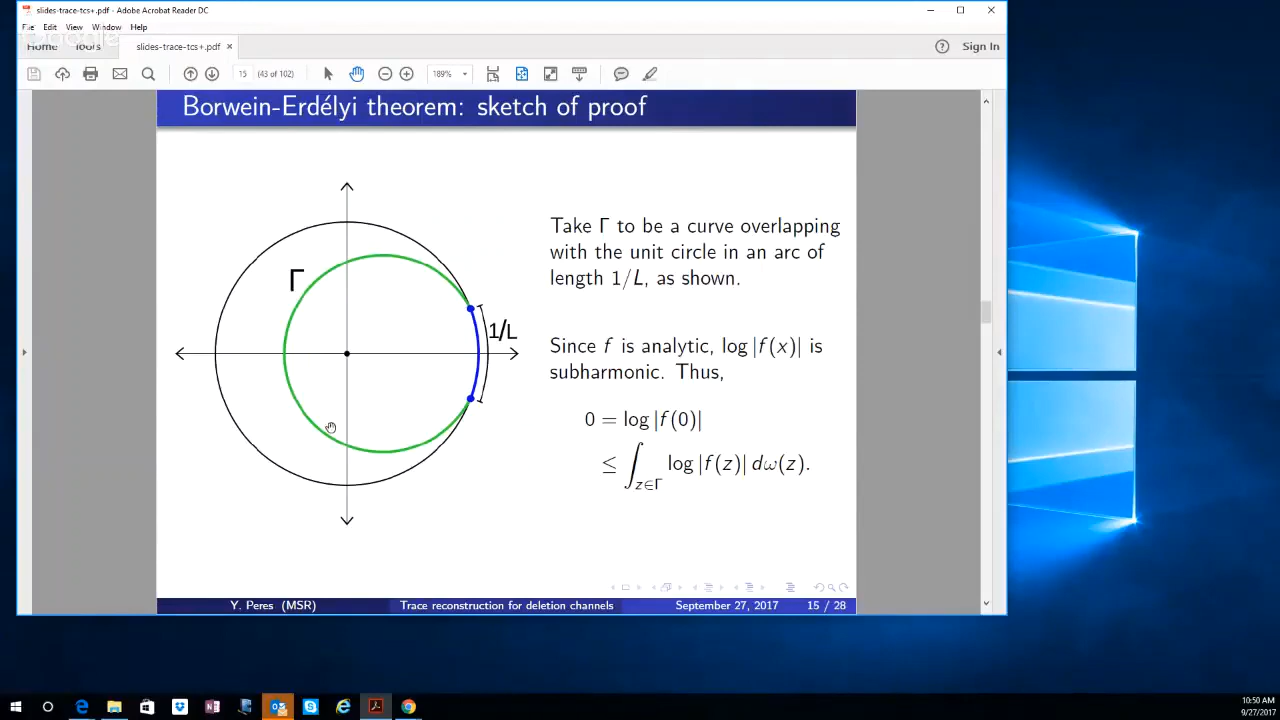 slides-trace-tcs+.pdf - Adobe Acrobat Reader DC
File Edit View Window Help
Home Tools slides-trace-tcs+.pdf × Sign In
15 (43 of 102) 189%
Borwein-Erdélyi theorem: sketch of proof
Γ
1/L
Take Γ to be a curve overlapping
with the unit circle in an arc of
length 1/L, as shown.
Since f is analytic, log |f(x)| is
subharmonic. Thus,
0 = log |f(0)|
≤ ∫_{z∈Γ} log |f(z)| dω(z).
Y. Peres (MSR) Trace reconstruction for deletion channels September 27, 2017 15 / 28
10:50 AM
9/27/2017